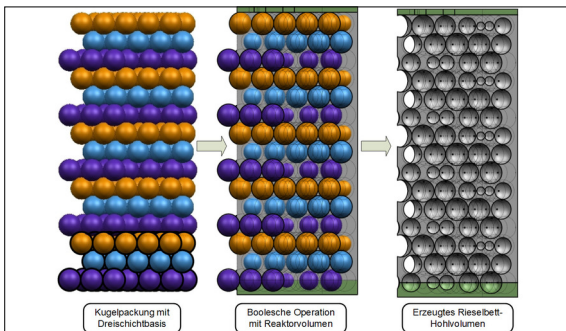 Kugelpackung mit
Dreischichtbasis
Boolesche Operation
mit Reaktorvolumen
Erzeugtes Rieselbett-
Hohlvolumen